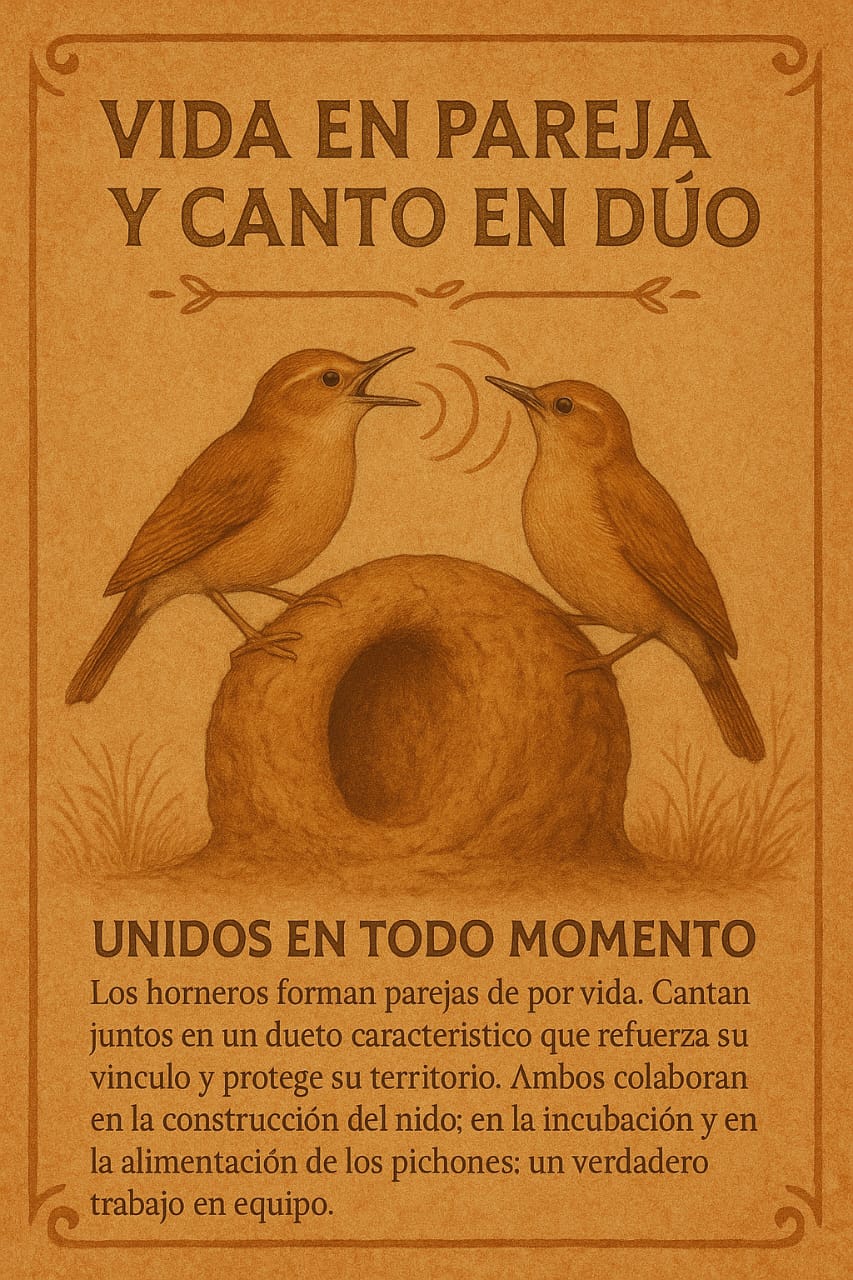 VIDA EN PAREJA
Y CANTO EN DÚO
UNIDOS EN TODO MOMENTO
Los horneros forman parejas de por vida. Cantan
juntos en un dueto caracteristico que refuerza su
vinculo y protege su territorio. Ambos colaboran
en la construcción del nido; en la incubación y en
la alimentación de los pichones: un verdadero
trabajo en equipo.